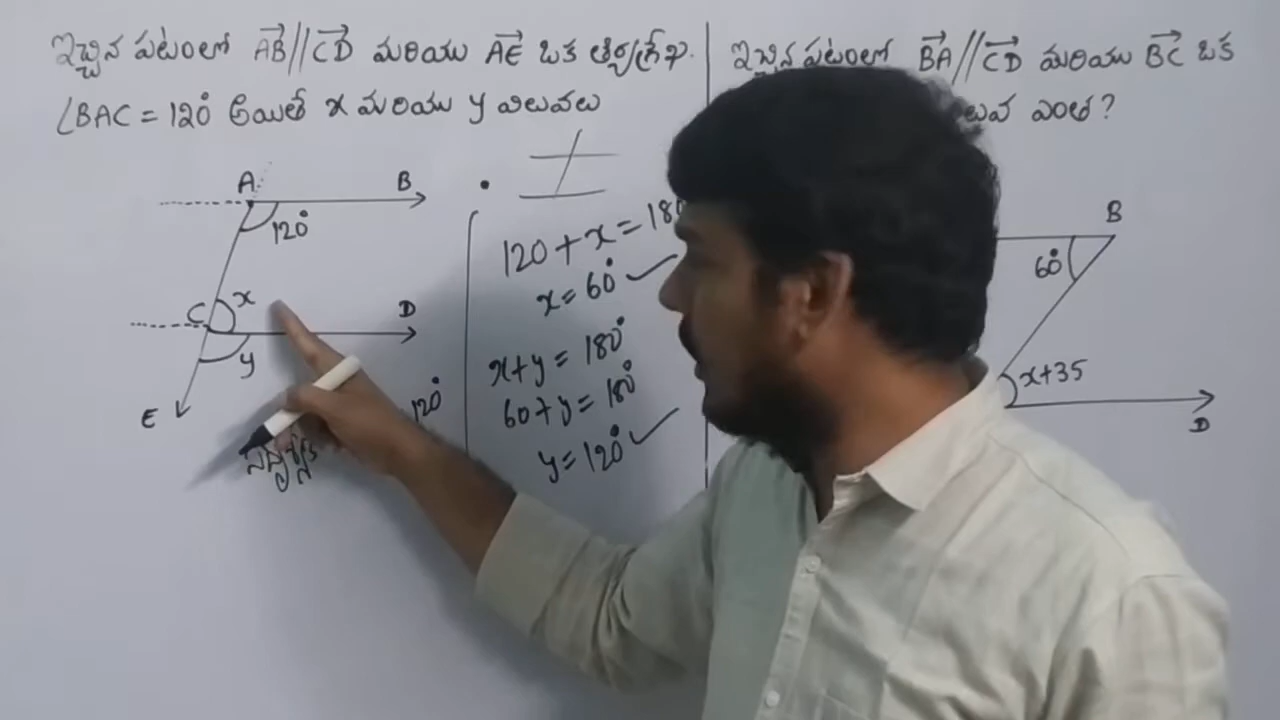 ఇచ్చిన పటంలో AB // CD మరియు AE ఒక తిర్యగ్రేఖ.
∠BAC = 120° అయితే x మరియు y విలువలు
A
B
120°
C
x
D
y
E
120°
120 + x = 180
x = 60°
x + y = 180°
60 + y = 180°
y = 120°
ఇచ్చిన పటంలో BA // CD మరియు BC ఒక
విలువ ఎంత?
B
60°
x+35
D